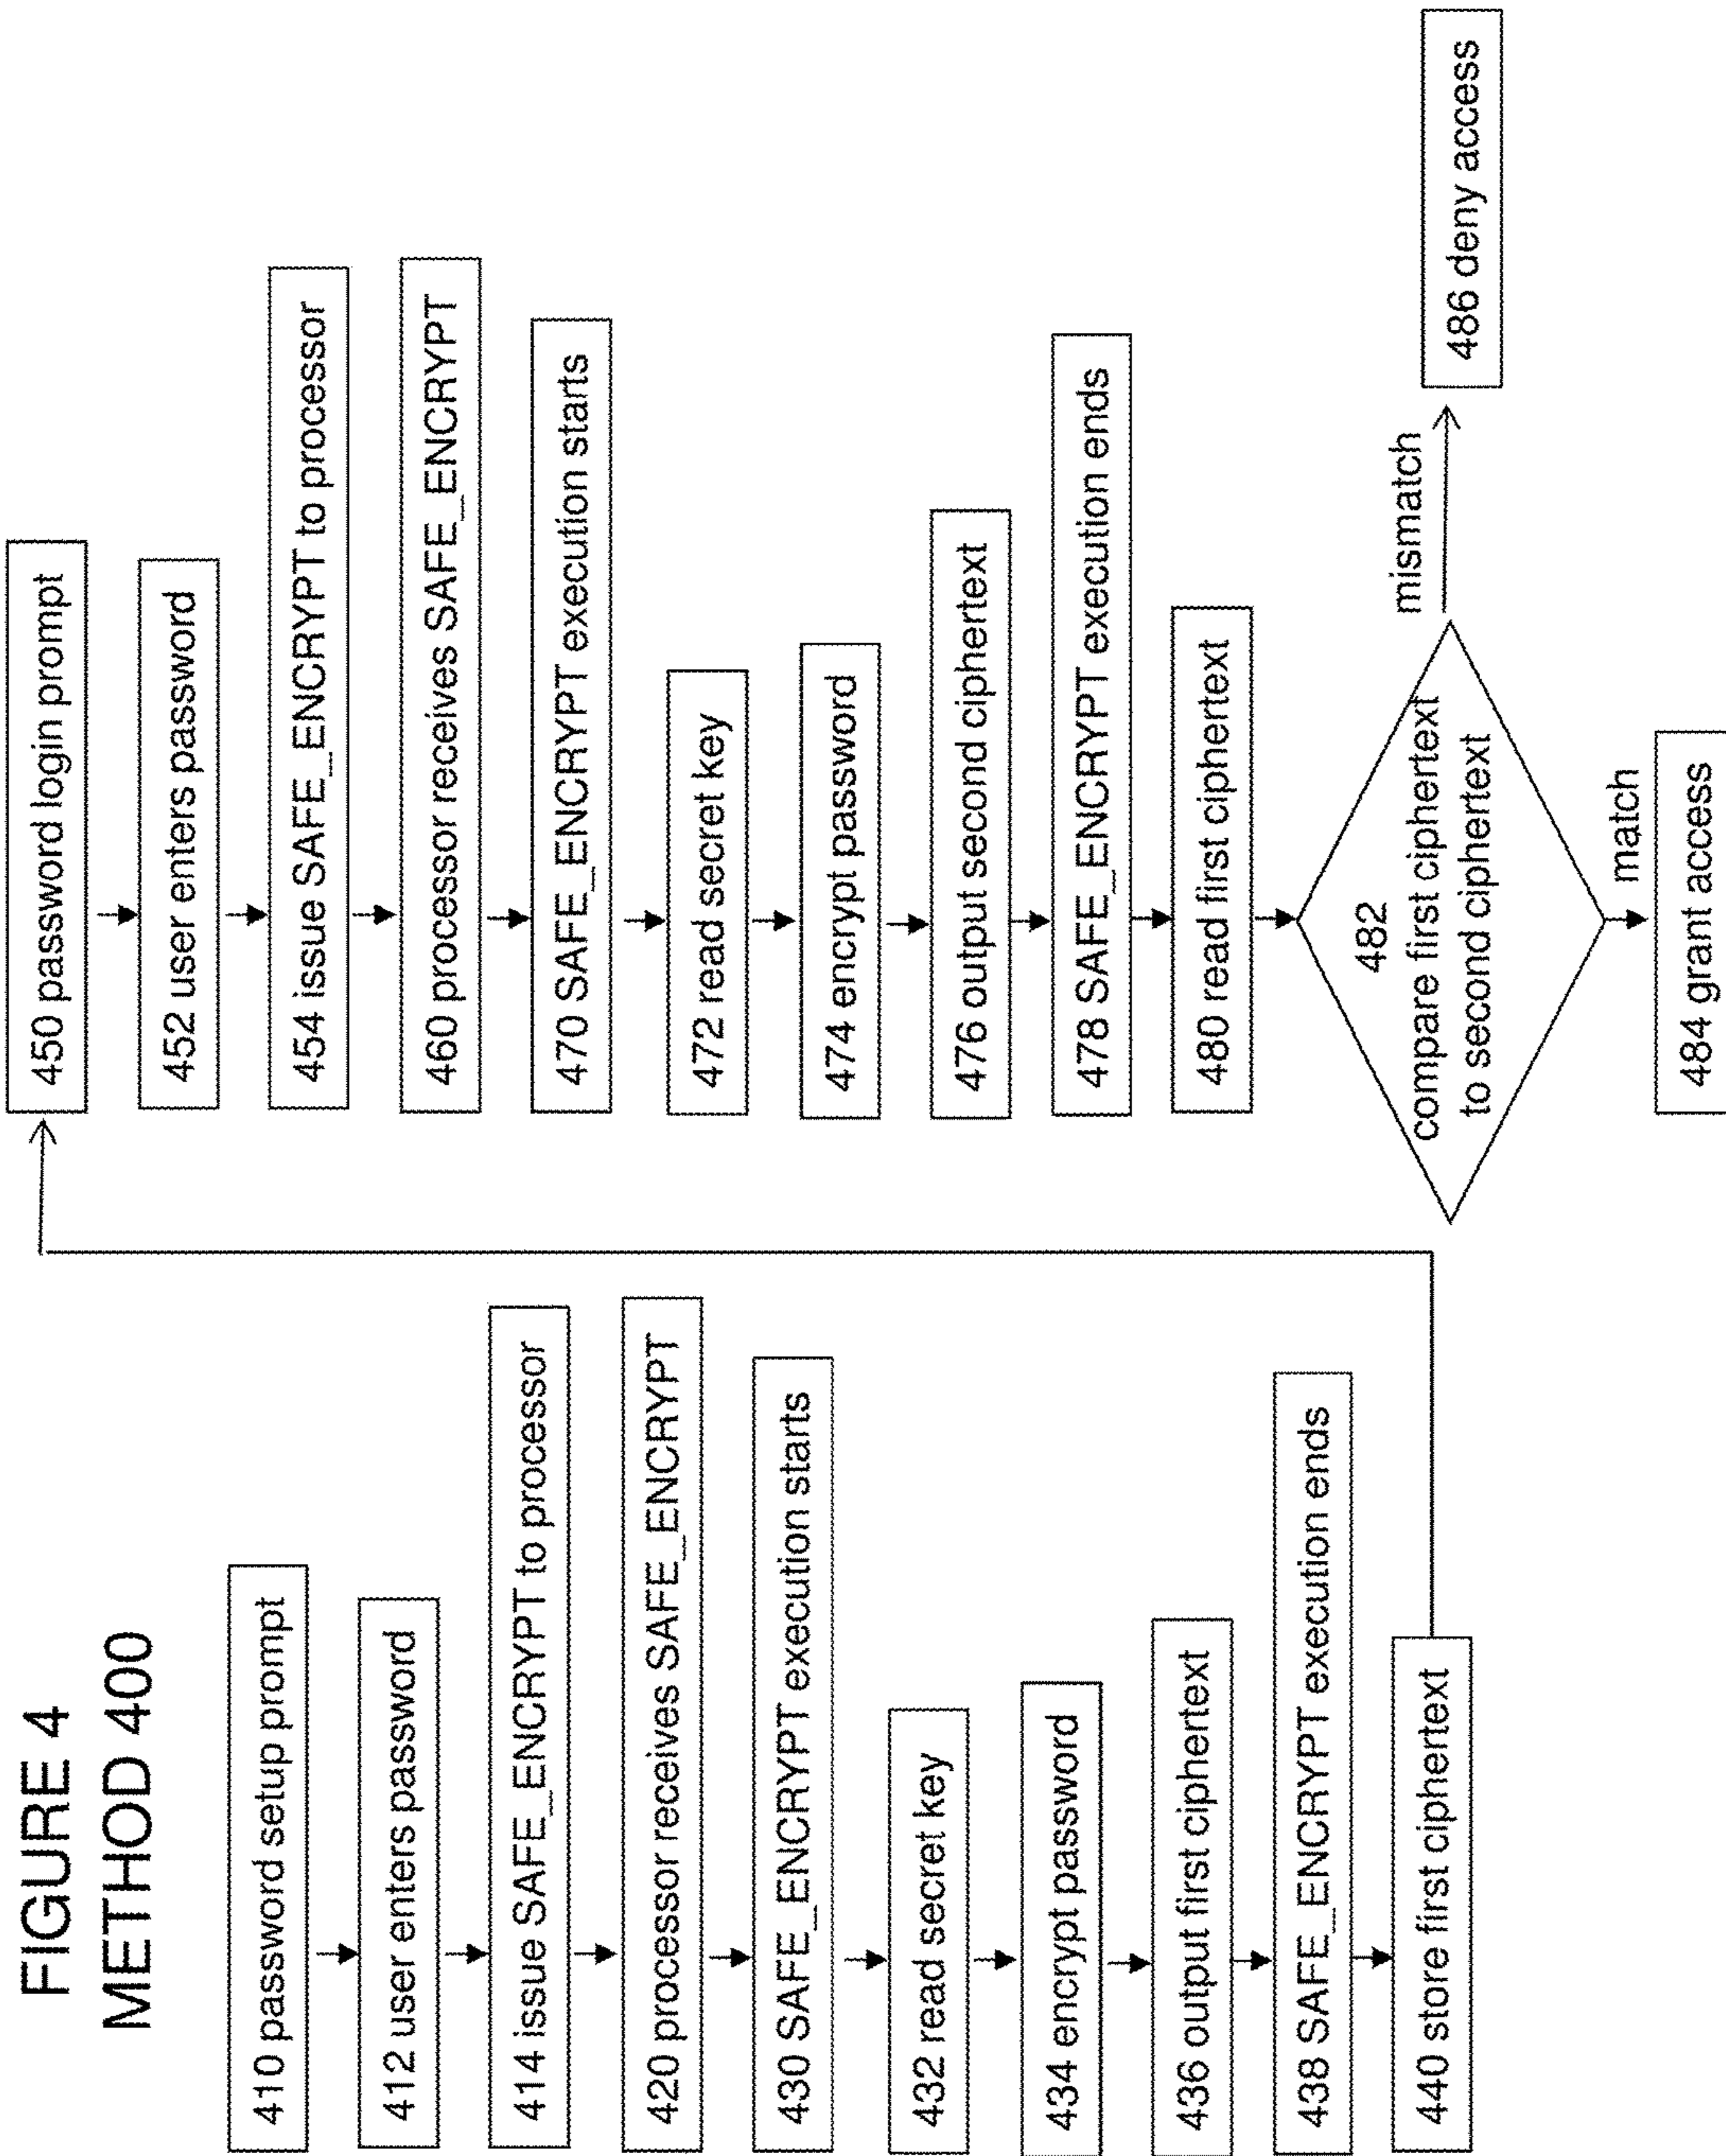 FIGURE 4
METHOD 400
410 password setup prompt
412 user enters password
414 issue SAFE_ENCRYPT to processor
420 processor receives SAFE_ENCRYPT
430 SAFE_ENCRYPT execution starts
432 read secret key
434 encrypt password
436 output first ciphertext
438 SAFE_ENCRYPT execution ends
440 store first ciphertext
450 password login prompt
452 user enters password
454 issue SAFE_ENCRYPT to processor
460 processor receives SAFE_ENCRYPT
470 SAFE_ENCRYPT execution starts
472 read secret key
474 encrypt password
476 output second ciphertext
478 SAFE_ENCRYPT execution ends
480 read first ciphertext
482
compare first ciphertext
to second ciphertext
mismatch
486 deny access
match
484 grant access